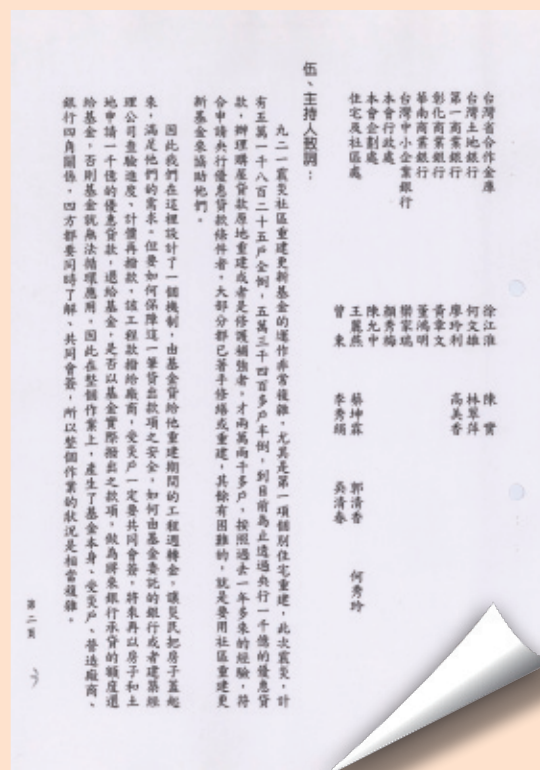 台灣省合作金庫　徐江淮　陳實
台灣土地銀行　何文雄　林翠萍
第一商業銀行　廖玲利　高美香
彰化商業銀行　黃韋文
華南商業銀行　董鴻明
台灣中小企業銀行　欒家瑞
本會行政處　顏秀梅
本會企劃處　陳允中
住宅及社區處　王麗燕　蔡坤霖　郭清香　何秀玲
曾東　李秀絹　吳清春
伍、主持人致詞：
九二一震災社區重建更新基金的運作非常複雜，尤其是第一項個別住宅重建，此次震災，計
有五萬一千八百二十五戶全倒，五萬三千四百多戶半倒，到目前為止透過央行一千億的優惠貸
款，辦理購屋貸款原地重建或者是修護補強者，才兩萬兩千多戶，按照過去一年多來的經驗，符
合申請央行優惠貸款條件者，大部分都已著手修繕或重建，其餘有困難的，就是要用社區重建更
新基金來協助他們。
因此我們在這裡設計了一個機制，由基金貸給他重建期間的工程週轉金，讓災民把房子蓋起
來，滿足他們的需求。但要如何保障這一筆貸出款項之安全，如何由基金委託的銀行或者建築經
理公司查驗進度、計價再撥款，該工程款撥給廠商，受災戶一定要共同會簽，將來再以房子和土
地申請一千億的優惠貸款，還給基金，是否以基金實際撥出之款項，做為將來銀行承貸的額度還
給基金，否則基金就無法循環應用。因此在整個作業上，產生了基金本身、受災戶、營造廠商、
銀行四角關係，四方都要同時了解、共同會簽，所以整個作業的狀況是相當複雜。
第二頁
3